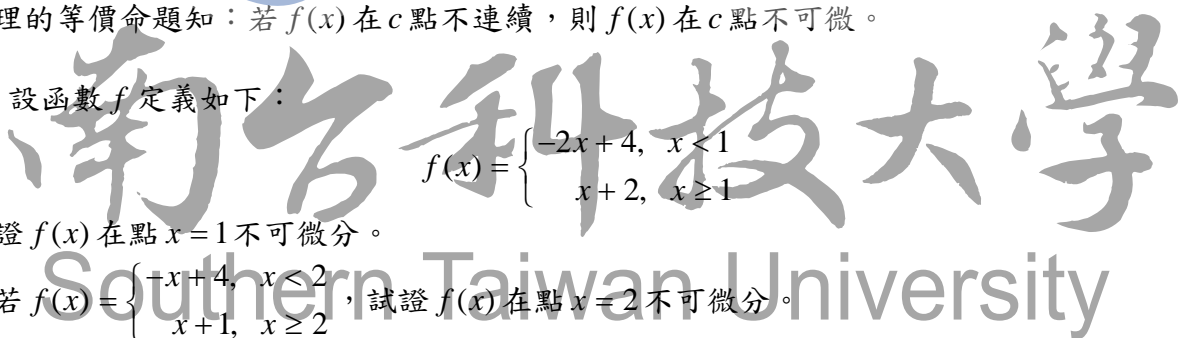 理的等價命題知：若 f(x) 在 c 點不連續，則 f(x) 在 c 點不可微。
設函數 f 定義如下：
f(x) = { -2x + 4, x < 1
x + 2, x ≥ 1
證 f(x) 在點 x = 1 不可微分。
若 f(x) = { -x + 4, x < 2
x + 1, x ≥ 2 ，試證 f(x) 在點 x = 2 不可微分。
南台科技大學
Southern Taiwan University